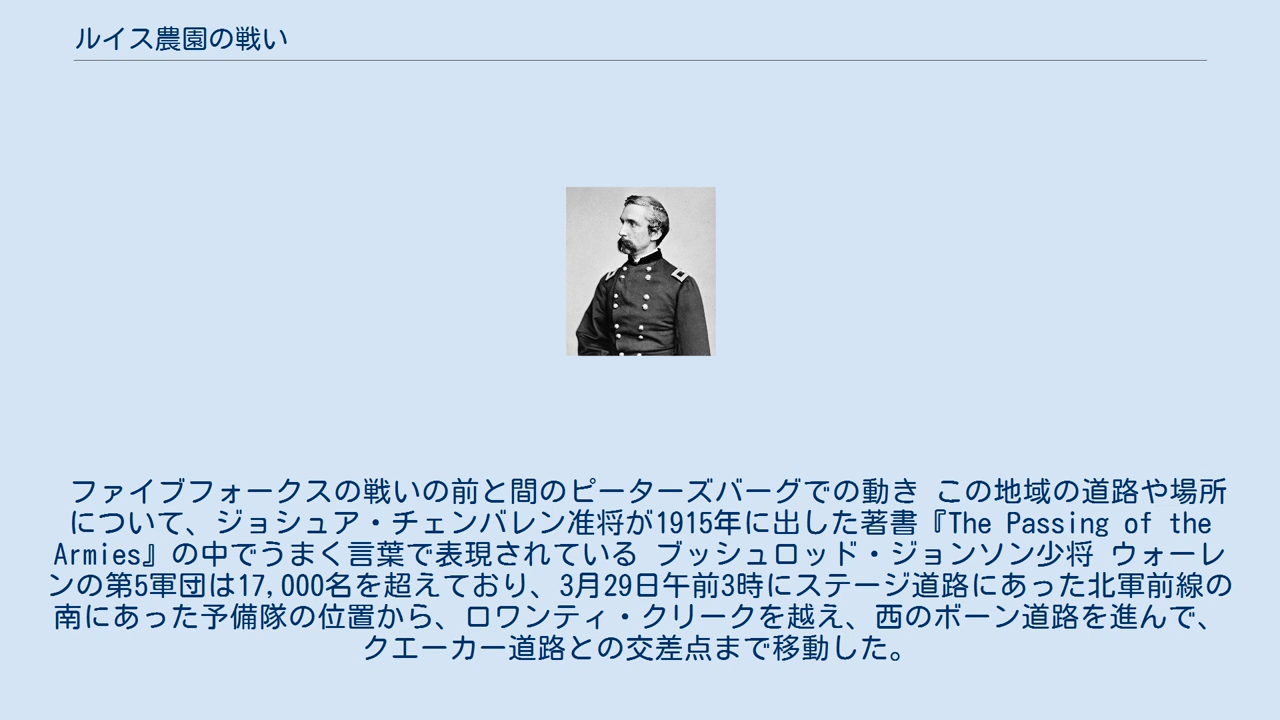 ルイス農園の戦い
ファイブフォークスの戦いの前と間のピーターズバーグでの動き この地域の道路や場所
について、ジョシュア・チェンバレン准将が1915年に出した著書『The Passing of the
Armies』の中でうまく言葉で表現されている ブッシュロッド・ジョンソン少将 ウォーレ
ンの第5軍団は17,000名を超えており、3月29日午前3時にステージ道路にあった北軍前線の
南にあった予備隊の位置から、ロワンティ・クリークを越え、西のボーン道路を進んで、
クエーカー道路との交差点まで移動した。